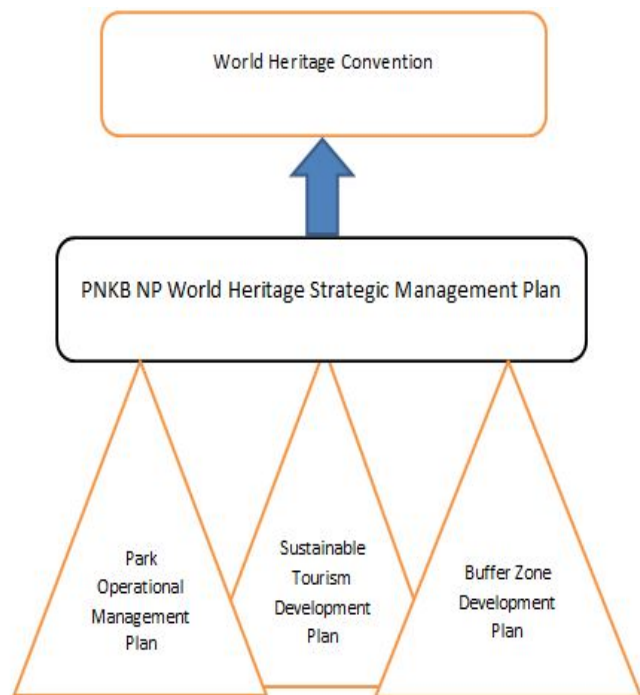 World Heritage Convention
PNKB NP World Heritage Strategic Management Plan
Park
Operational
Management
Plan
Sustainable
Tourism
Development
Plan
Buffer Zone
Development
Plan